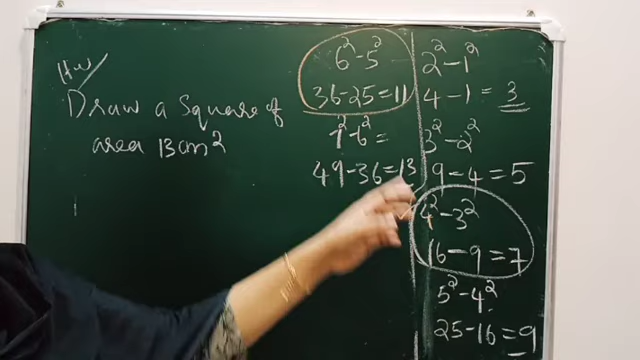 HW
Draw a Square of
area 13cm²
6² - 5²
36 - 25 = 11
7² - 6² =
49 - 36 = 13
2² - 1²
4 - 1 = 3
3² - 2²
9 - 4 = 5
4² - 3²
16 - 9 = 7
5² - 4²
25 - 16 = 9